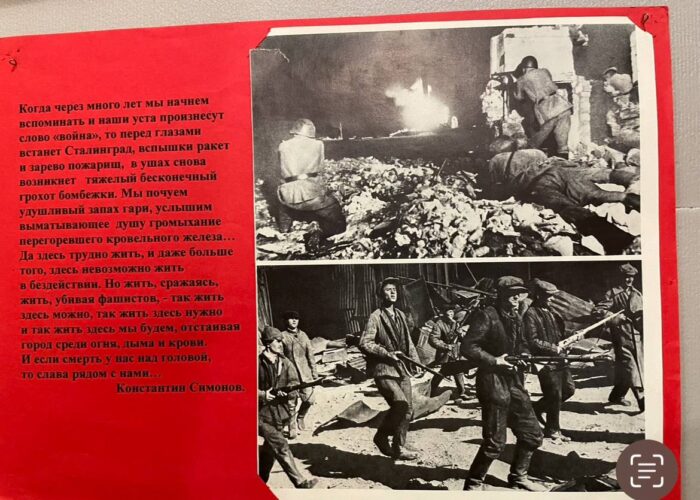 Когда через много лет мы начнем
вспоминать и наши уста произнесут
слово «война», то перед глазами
встанет Сталинград, вспышки ракет
и зарево пожарищ, в ушах снова
возникнет тяжелый бесконечный
грохот бомбежки. Мы почуем
удушливый запах гари, услышим
выматывающее душу громыхание
перегоревшего кровельного железа...
Да здесь трудно жить, и даже больше
того, здесь невозможно жить
в бездействии. Но жить, сражаясь,
жить, убивая фашистов, - так жить
здесь можно, так жить здесь нужно
и так жить здесь мы будем, отстаивая
город среди огня, дыма и крови.
И если смерть у нас над головой,
то слава рядом с нами...
Константин Симонов.